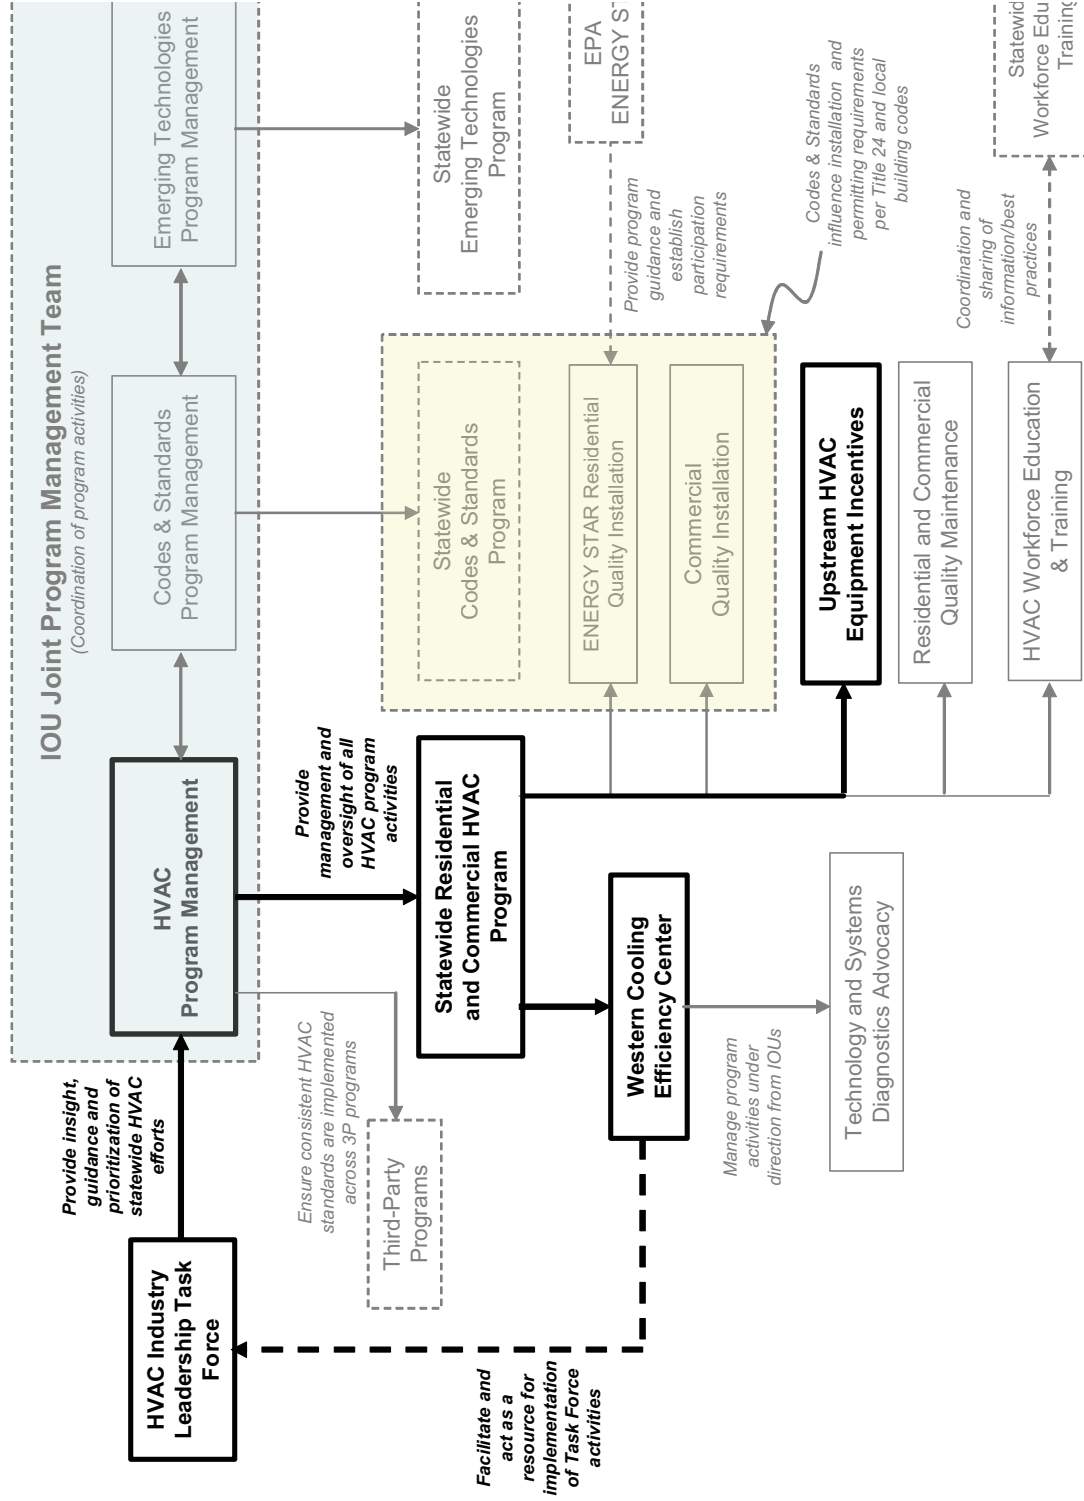 IOU Joint Program Management Team
(Coordination of program activities)
HVAC
Program Management
Codes & Standards
Program Management
Emerging Technologies
Program Management
Provide insight,
guidance and
prioritization of
statewide HVAC
efforts
HVAC Industry
Leadership Task
Force
Provide
management and
oversight of all
HVAC program
activities
Ensure consistent HVAC
standards are implemented
across 3P programs
Third-Party
Programs
Statewide Residential
and Commercial HVAC
Program
Statewide
Codes & Standards
Program
Statewide
Emerging Technologies
Program
Facilitate and
act as a
resource for
implementation
of Task Force
activities
Western Cooling
Efficiency Center
ENERGY STAR Residential
Quality Installation
Provide program
guidance and
establish
participation
requirements
EPA
ENERGY ST
Commercial
Quality Installation
Manage program
activities under
direction from IOUs
Technology and Systems
Diagnostics Advocacy
Upstream HVAC
Equipment Incentives
Codes & Standards
influence installation and
permitting requirements
per Title 24 and local
building codes
Residential and Commercial
Quality Maintenance
HVAC Workforce Education
& Training
Coordination and
sharing of
information/best
practices
Statewid
Workforce Edu
Training